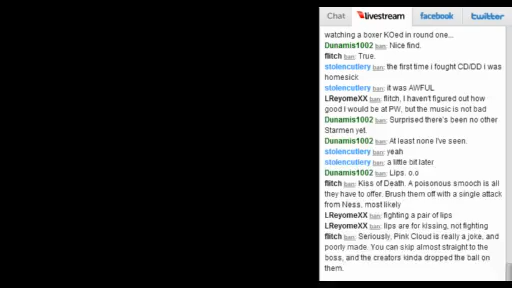 Chat livestream facebook twitter
watching a boxer KOed in round one...
Dunamis1002 ban: Nice find.
flitch ban: True.
stolencutlery ban: the first time i fought CD/DD i was
homesick
stolencutlery ban: it was AWFUL
LReyomeXX ban: flitch, I haven't figured out how
good I would be at PW, but the music is not bad
Dunamis1002 ban: Surprised there's been no other
Starmen yet.
Dunamis1002 ban: At least none I've seen.
stolencutlery ban: yeah
stolencutlery ban: a little bit later
Dunamis1002 ban: Lips. o.o
flitch ban: Kiss of Death. A poisonous smooch is all
they have to offer. Brush them off with a single attack
from Ness, most likely
LReyomeXX ban: fighting a pair of lips
LReyomeXX ban: lips are for kissing, not fighting
flitch ban: Seriously, Pink Cloud is really a joke, and
poorly made. You can skip almost straight to the
boss, and the creators kinda dropped the ball on
them.